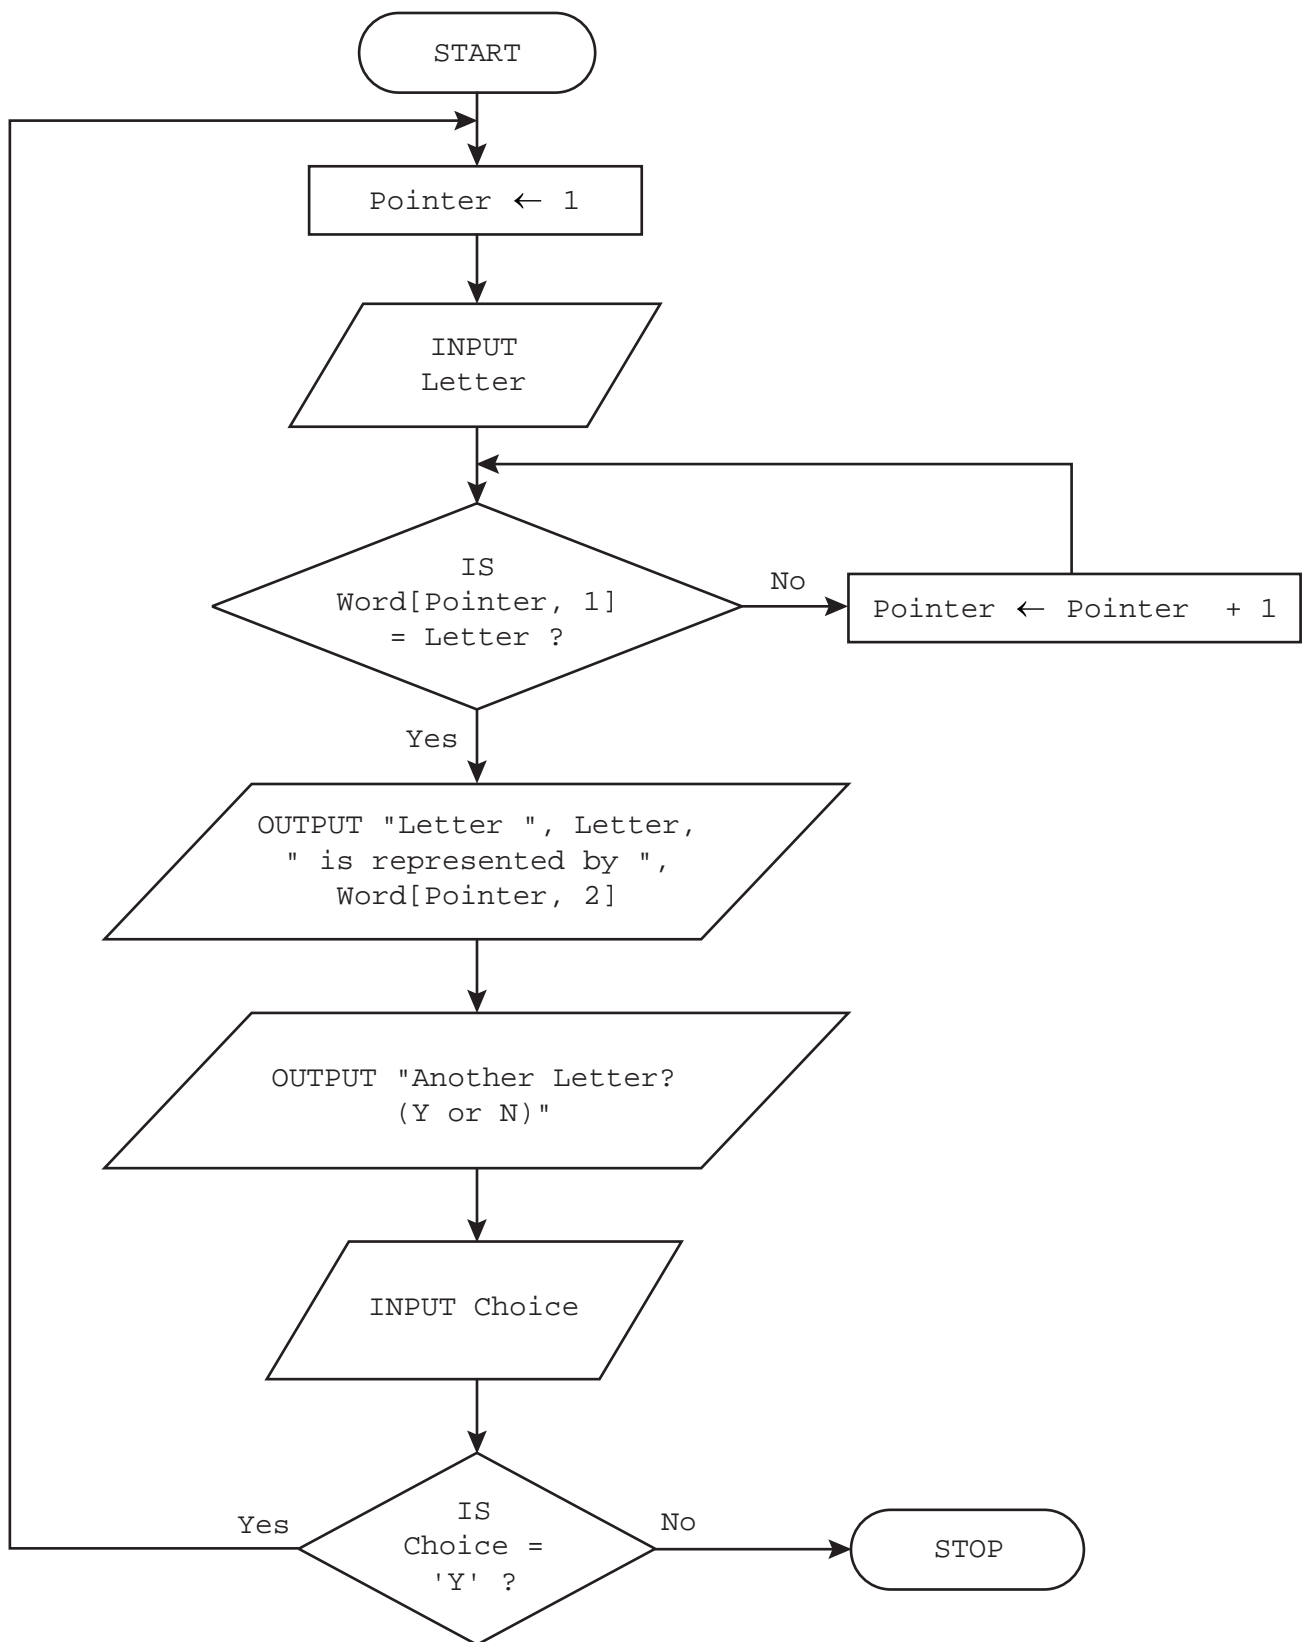 START
Pointer ← 1
INPUT
Letter
IS
Word[Pointer, 1]
= Letter ?
No
Pointer ← Pointer + 1
Yes
OUTPUT "Letter ", Letter,
" is represented by ",
Word[Pointer, 2]
OUTPUT "Another Letter?
(Y or N)"
INPUT Choice
IS
Choice =
'Y' ?
Yes
No
STOP